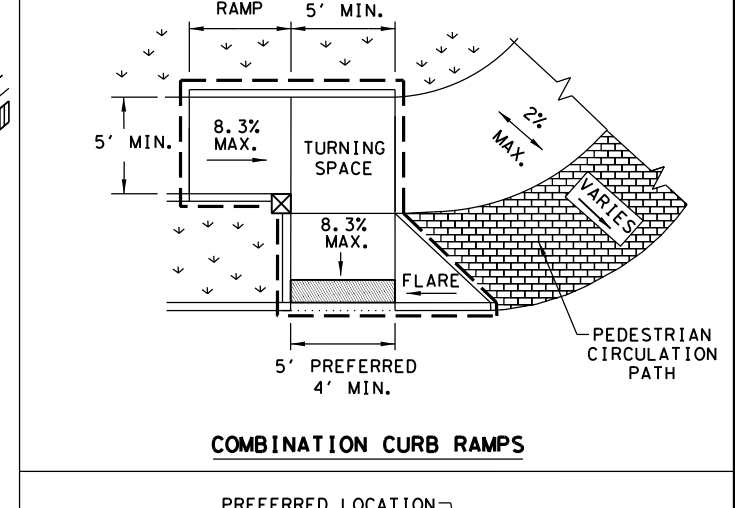 RAMP
5' MIN.
5' MIN.
8.3%
MAX.
TURNING
SPACE
2%
MAX.
VARIES
8.3%
MAX.
FLARE
5' PREFERRED
4' MIN.
PEDESTRIAN
CIRCULATION
PATH
COMBINATION CURB RAMPS
PREFERRED LOCATION